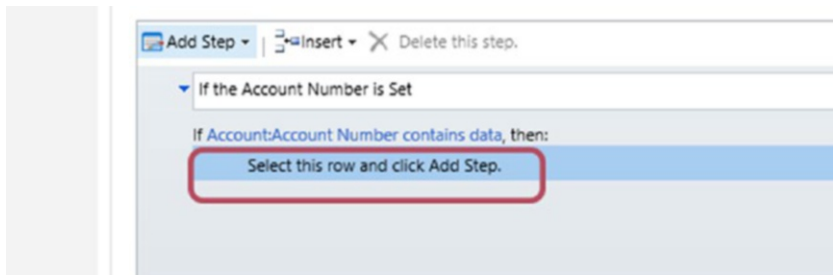 Add Step Insert Delete this step.
If the Account Number is Set
If Account:Account Number contains data, then:
Select this row and click Add Step.